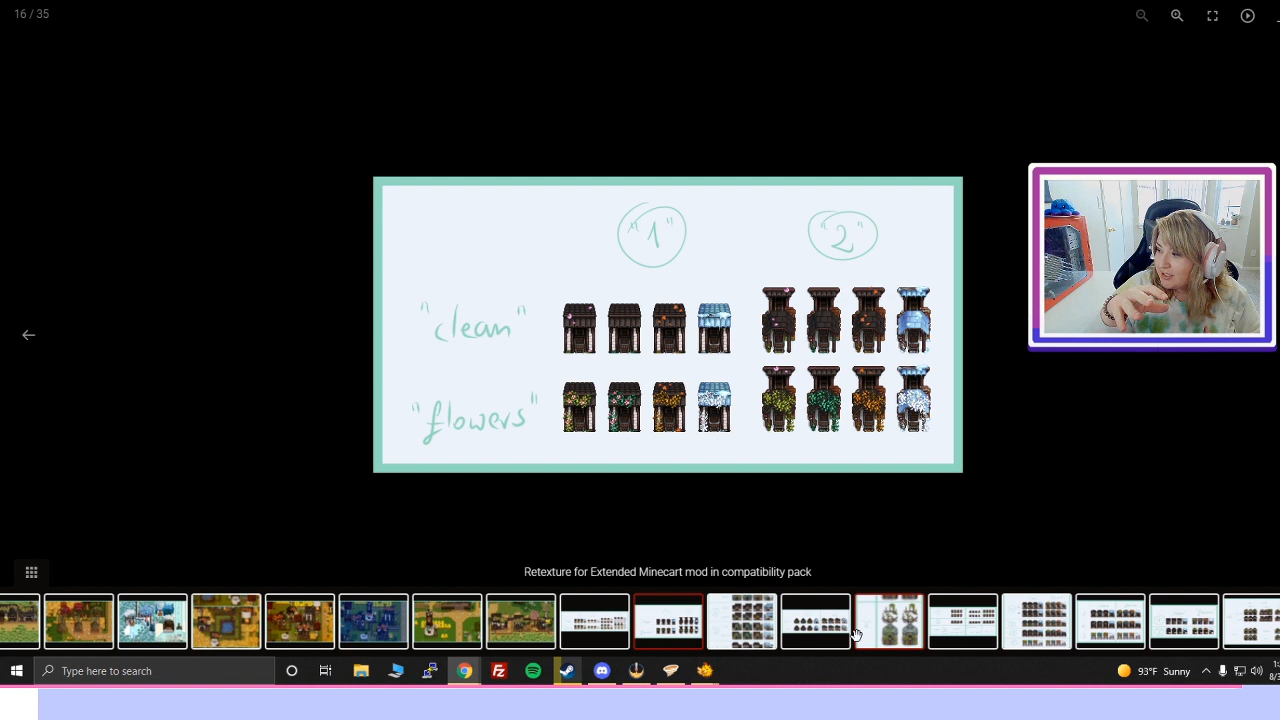 16 / 35
"1" "2"
"clean"
"flowers"
Retexture for Extended Minecart mod in compatibility pack
Type here to search
93°F Sunny